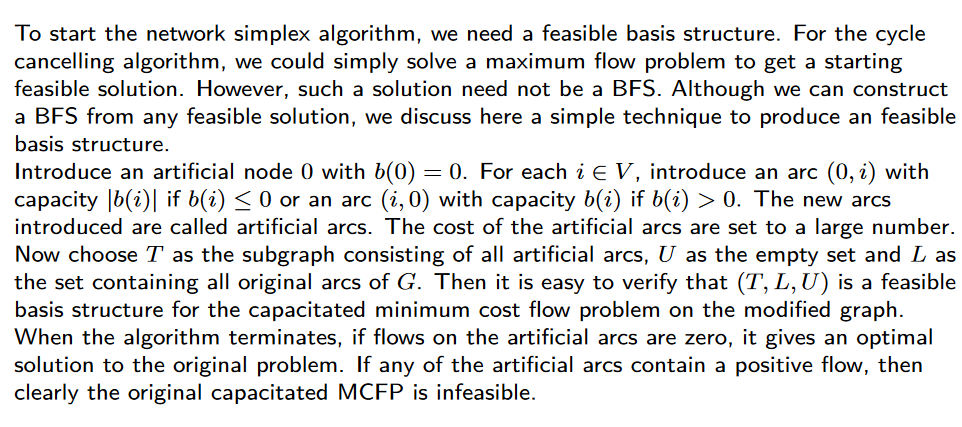 To start the network simplex algorithm, we need a feasible basis structure. For the cycle
cancelling algorithm, we could simply solve a maximum flow problem to get a starting
feasible solution. However, such a solution need not be a BFS. Although we can construct
a BFS from any feasible solution, we discuss here a simple technique to produce an feasible
basis structure.
Introduce an artificial node 0 with b(0) = 0. For each i ∈ V, introduce an arc (0, i) with
capacity |b(i)| if b(i) ≤ 0 or an arc (i, 0) with capacity b(i) if b(i) > 0. The new arcs
introduced are called artificial arcs. The cost of the artificial arcs are set to a large number.
Now choose T as the subgraph consisting of all artificial arcs, U as the empty set and L as
the set containing all original arcs of G. Then it is easy to verify that (T, L, U) is a feasible
basis structure for the capacitated minimum cost flow problem on the modified graph.
When the algorithm terminates, if flows on the artificial arcs are zero, it gives an optimal
solution to the original problem. If any of the artificial arcs contain a positive flow, then
clearly the original capacitated MCFP is infeasible.